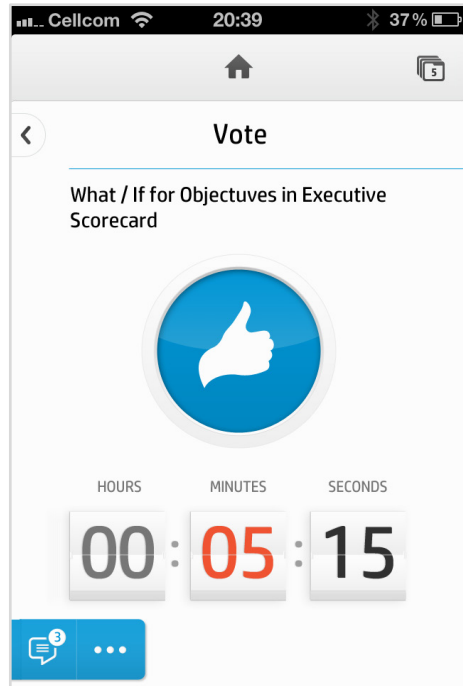 Cellcom 20:39 37%
5
Vote
What / If for Objectuves in Executive
Scorecard
HOURS MINUTES SECONDS
00 : 05 : 15
3